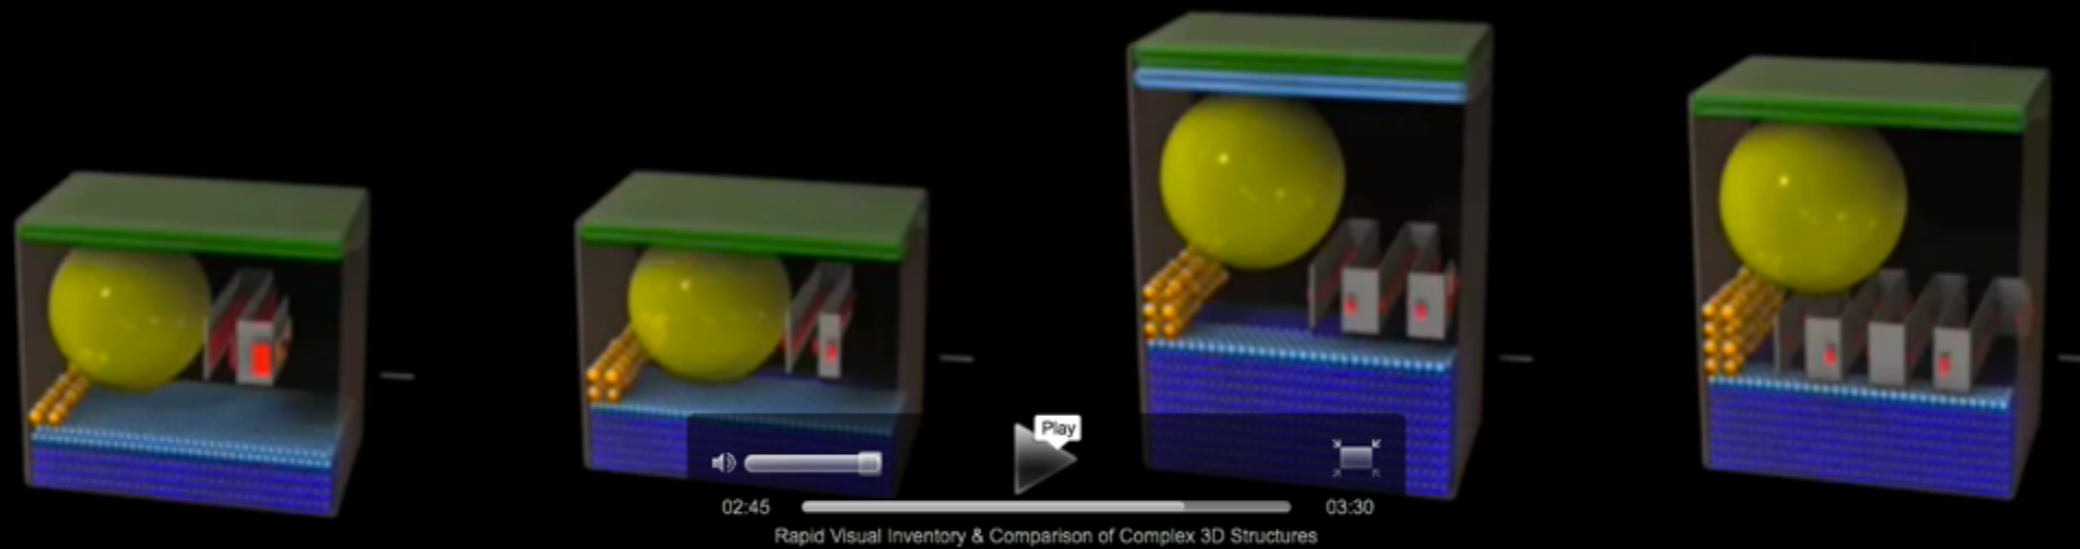 Play
02:45
03:30
Rapid Visual Inventory & Comparison of Complex 3D Structures